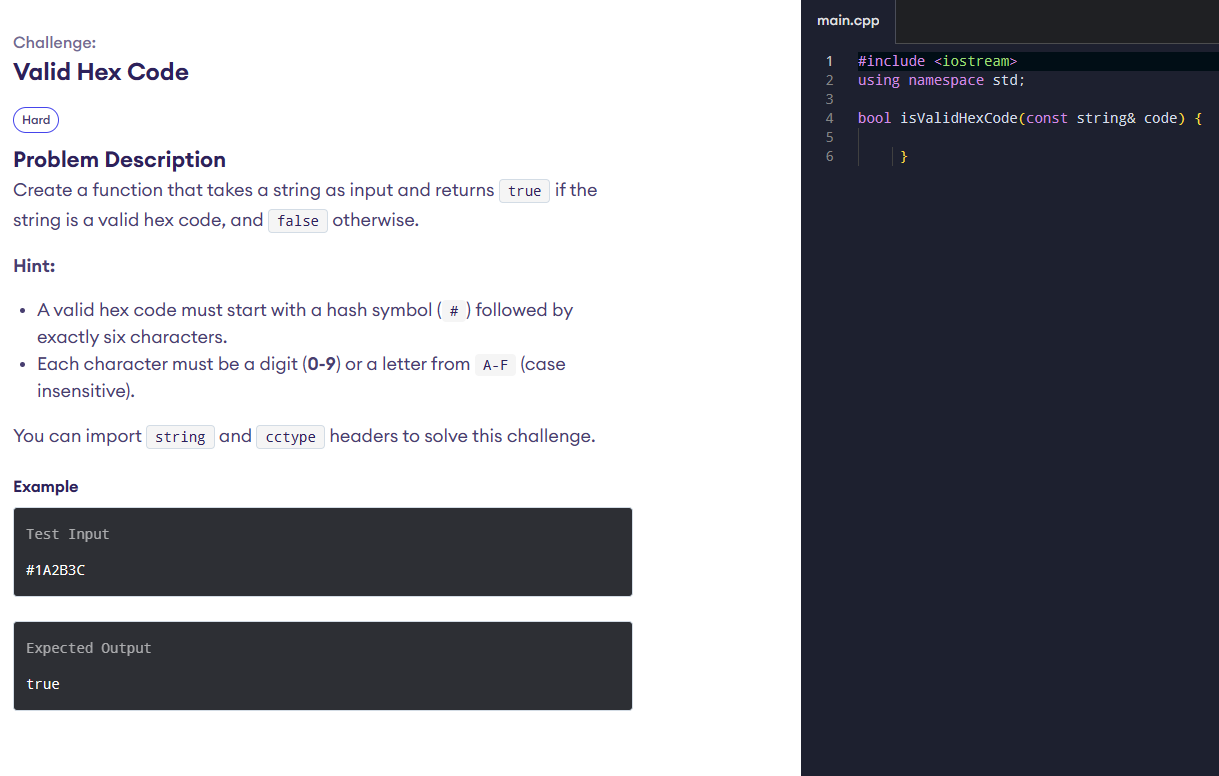 Challenge:
Valid Hex Code
Hard
Problem Description
Create a function that takes a string as input and returns true if the
string is a valid hex code, and false otherwise.
Hint:
• A valid hex code must start with a hash symbol ( # ) followed by
exactly six characters.
• Each character must be a digit (0-9) or a letter from A-F (case
insensitive).
You can import string and cctype headers to solve this challenge.
Example
Test Input
#1A2B3C
Expected Output
true
main.cpp
1 #include <iostream>
2 using namespace std;
3
4 bool isValidHexCode(const string& code) {
5
6 }